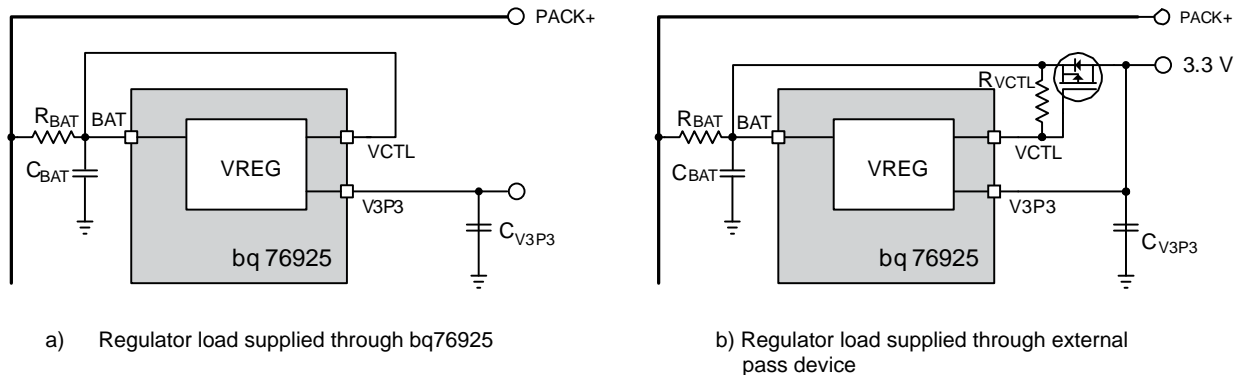 PACK+
RBAT
BAT
CBAT
VREG
VCTL
V3P3
CV3P3
bq 76925
a) Regulator load supplied through bq76925
PACK+
3.3 V
RVCTL
RBAT
BAT
CBAT
VREG
VCTL
V3P3
CV3P3
bq 76925
b) Regulator load supplied through external
pass device